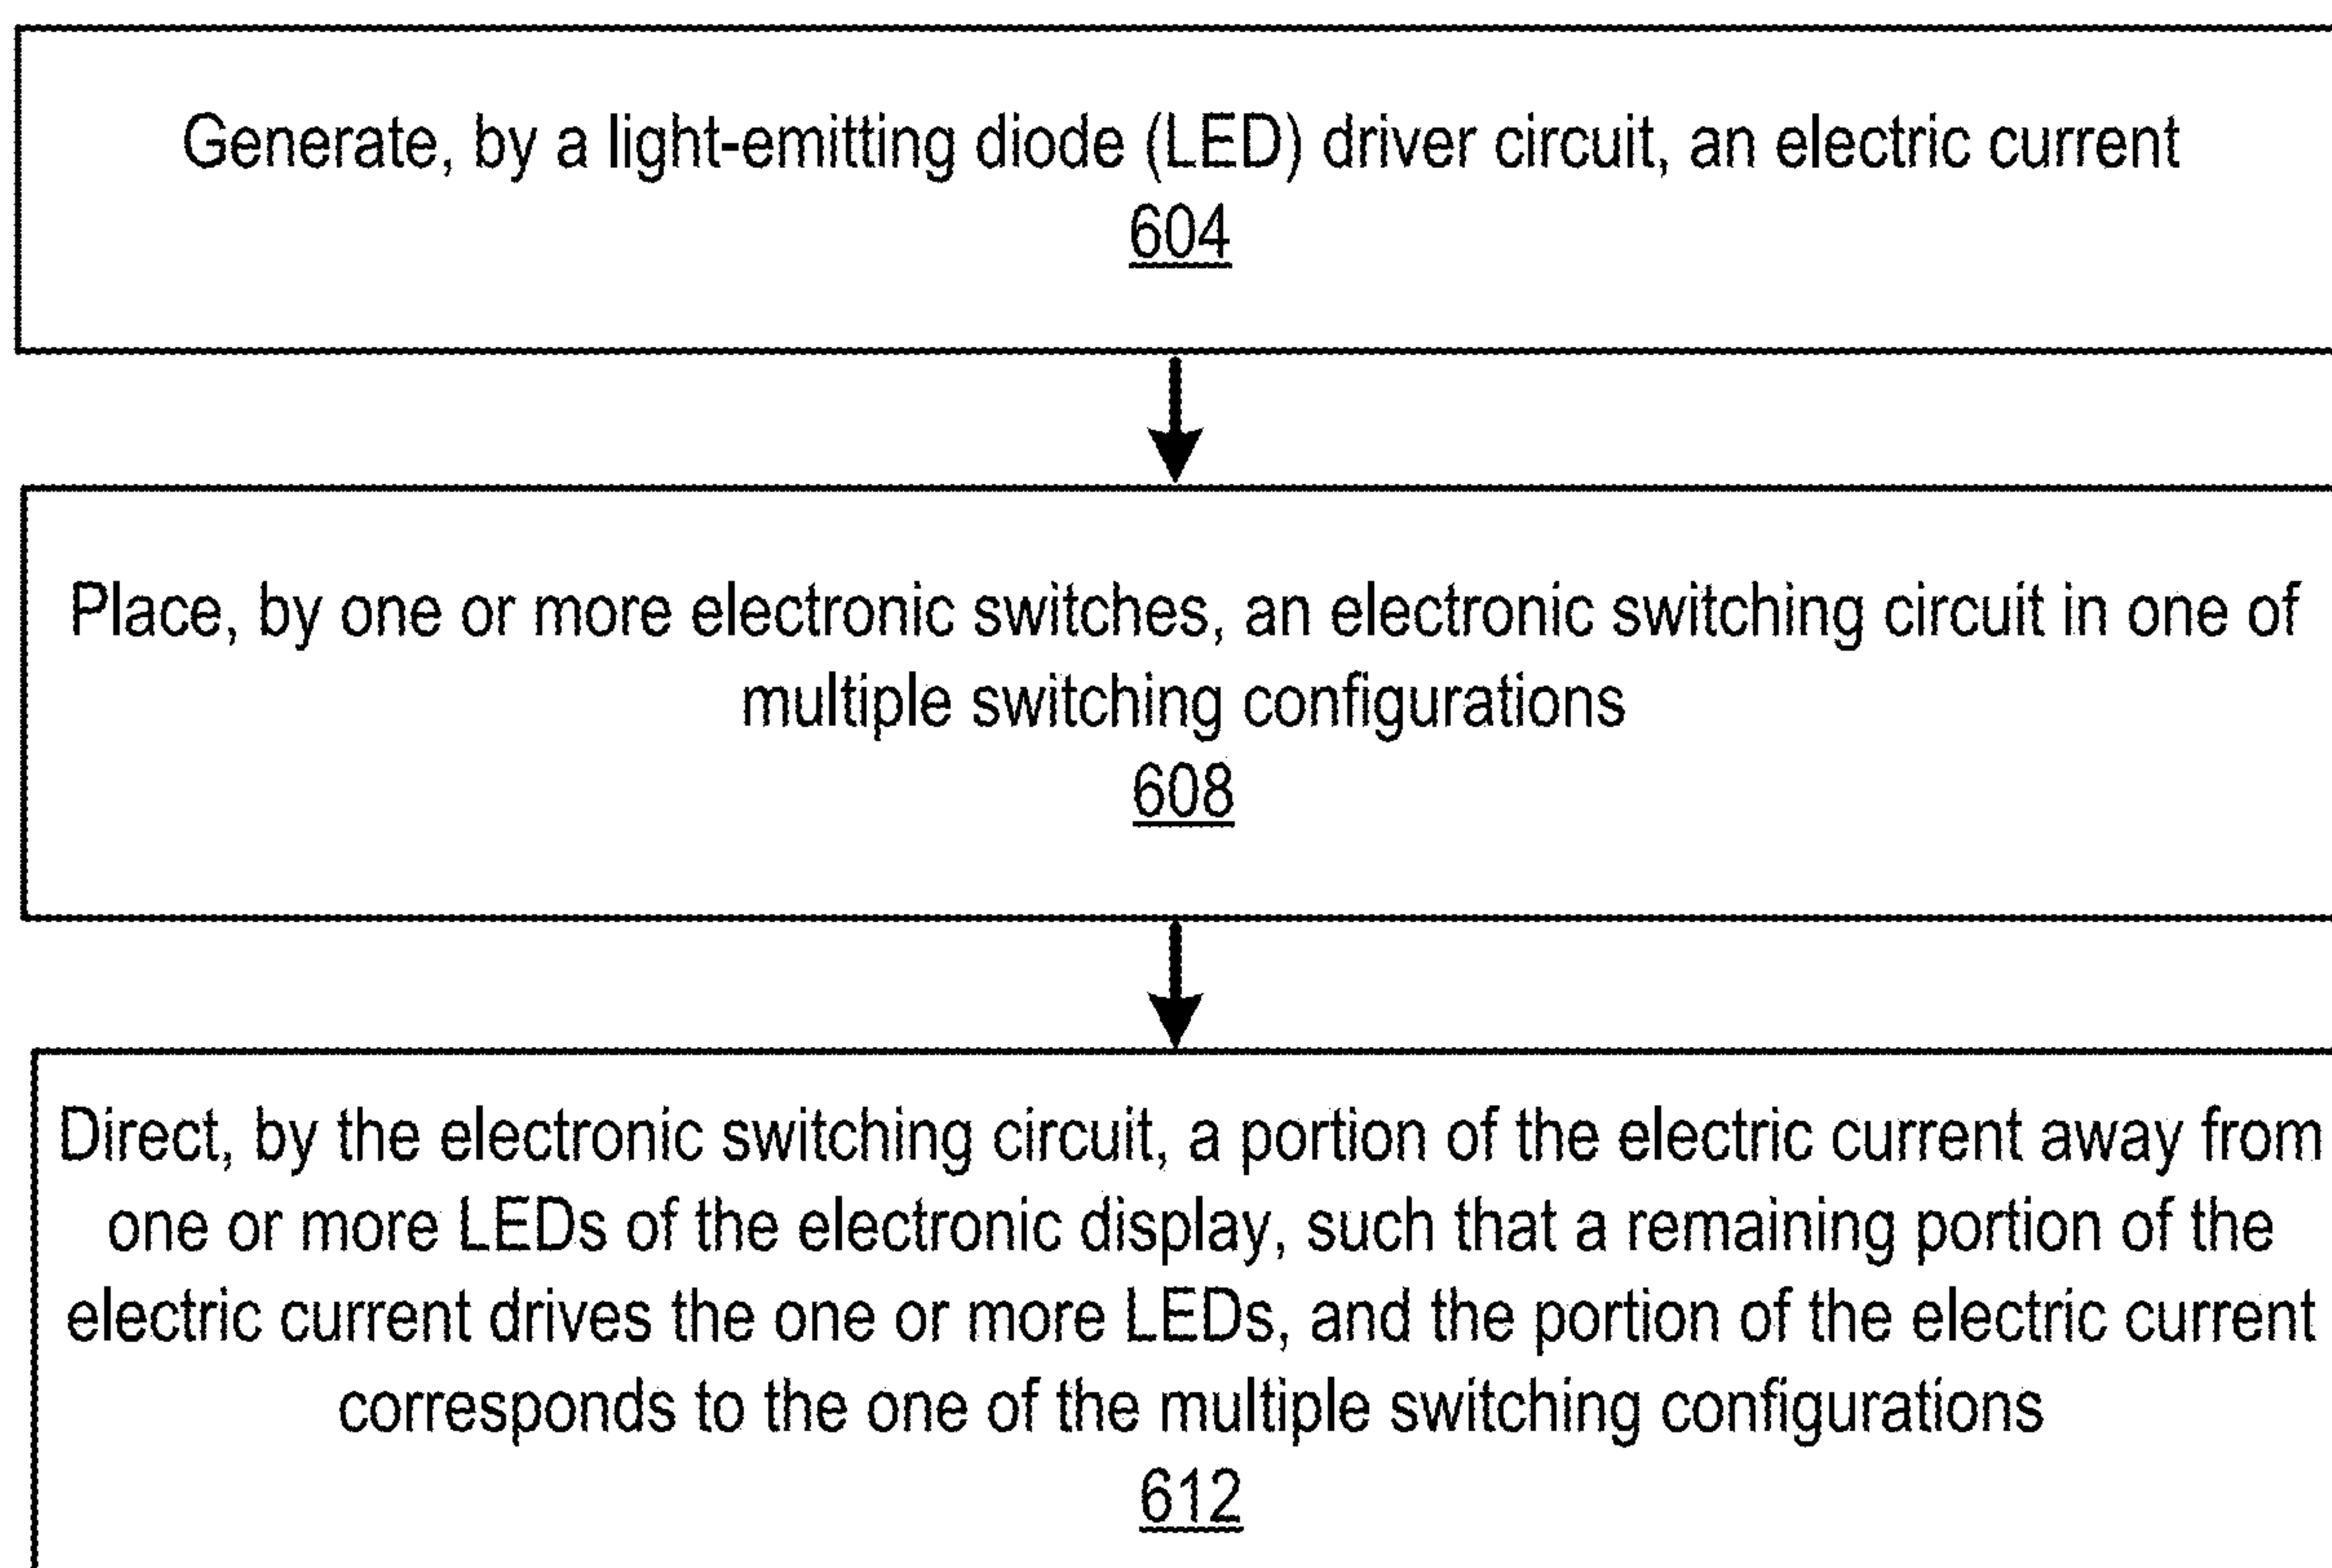 Generate, by a light-emitting diode (LED) driver circuit, an electric current
604
Place, by one or more electronic switches, an electronic switching circuit in one of
multiple switching configurations
608
Direct, by the electronic switching circuit, a portion of the electric current away from
one or more LEDs of the electronic display, such that a remaining portion of the
electric current drives the one or more LEDs, and the portion of the electric current
corresponds to the one of the multiple switching configurations
612